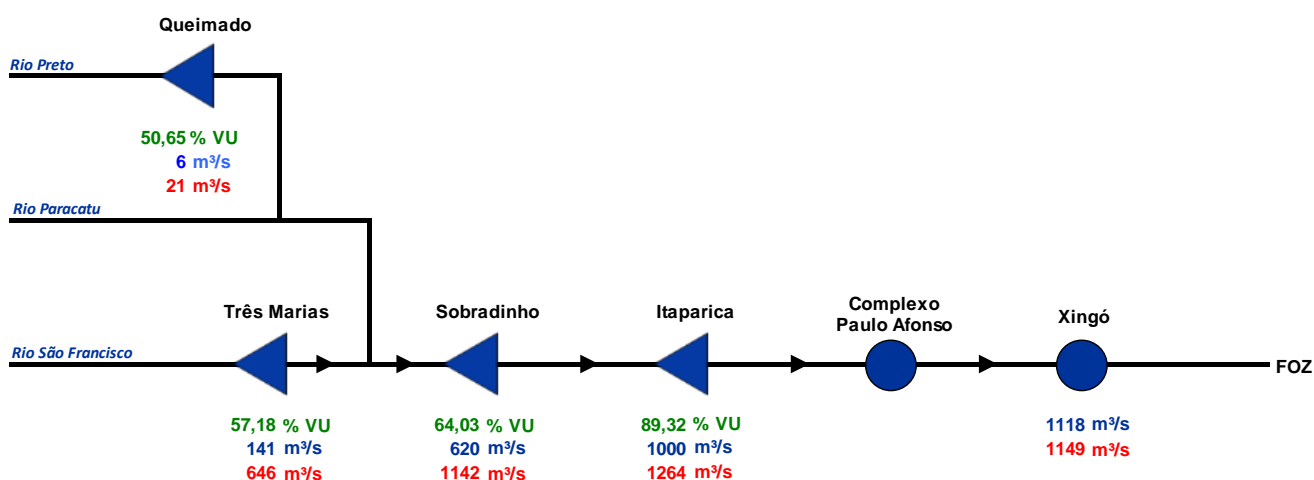 Queimado
Rio Preto
50,65 % VU
6 m³/s
21 m³/s
Rio Paracatu
Três Marias
Sobradinho
Itaparica
Complexo
Paulo Afonso
Xingó
Rio São Francisco
FOZ
57,18 % VU
141 m³/s
646 m³/s
64,03 % VU
620 m³/s
1142 m³/s
89,32 % VU
1000 m³/s
1264 m³/s
1118 m³/s
1149 m³/s